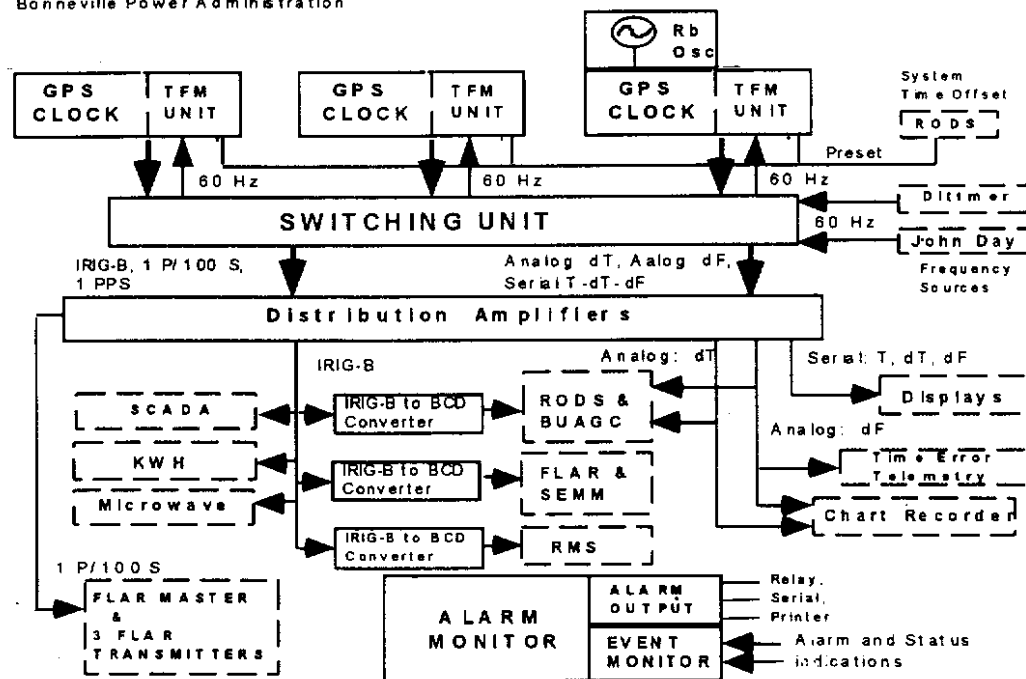 Bonneville Power Administration
Rb
Osc
GPS
CLOCK
TFM
UNIT
GPS
CLOCK
TFM
UNIT
GPS
CLOCK
TFM
UNIT
System
Time Offset
RODS
Preset
60 Hz
60 Hz
60 Hz
SWITCHING UNIT
Dittmer
60 Hz
John Day
Frequency
Sources
IRIG-B, 1 P/100 S,
1 PPS
Analog dT, Aalog dF,
Serial T-dT-dF
Distribution Amplifiers
IRIG-B
Analog: dT
Serial: T, dT, dF
SCADA
IRIG-B to BCD
Converter
RODS &
BUAGC
Displays
Analog: dF
KWH
IRIG-B to BCD
Converter
FLAR &
SEMM
Time Error
Telemetry
Microwave
Chart Recorder
IRIG-B to BCD
Converter
RMS
1 P/100 S
FLAR MASTER
&
3 FLAR
TRANSMITTERS
ALARM
MONITOR
ALARM
OUTPUT
Relay,
Serial,
Printer
EVENT
MONITOR
Alarm and Status
indications